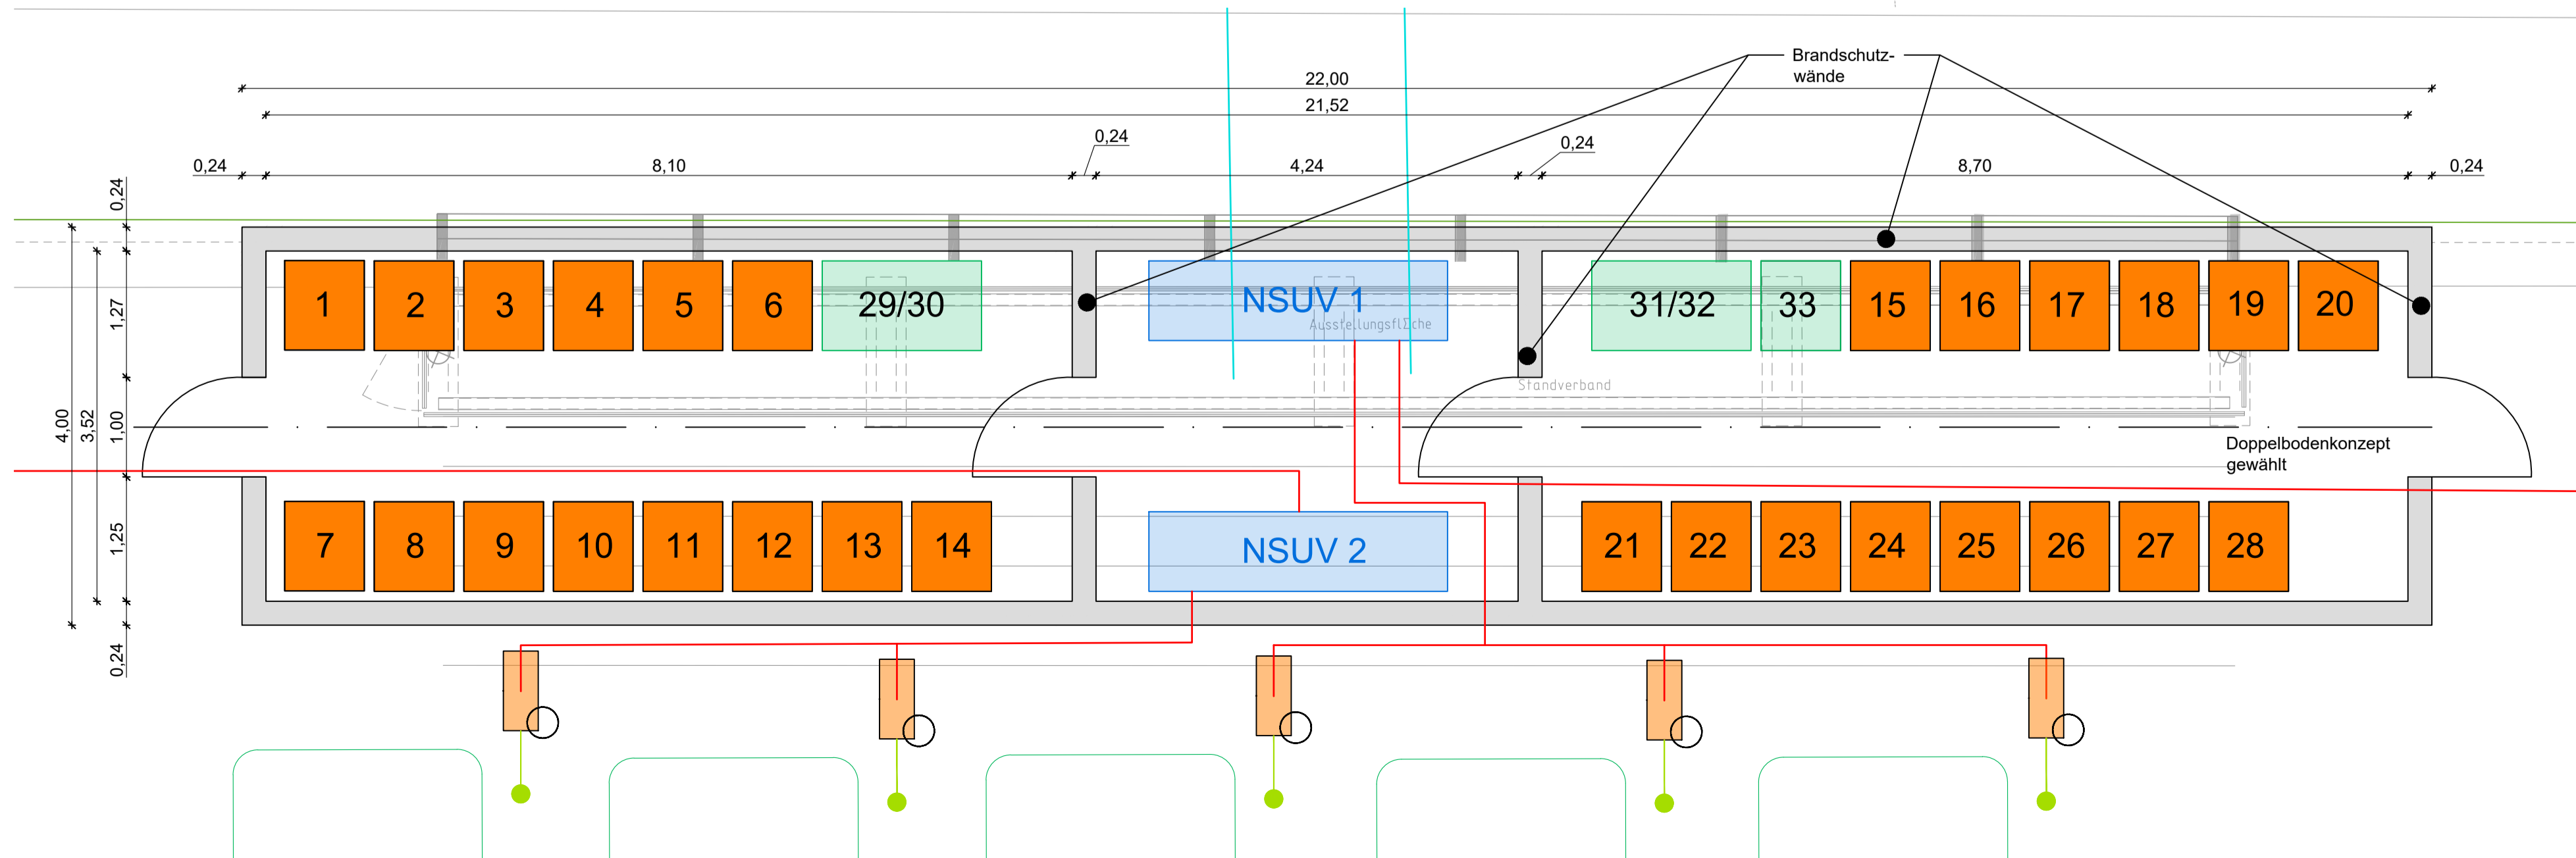 Brandschutz-
wände
22,00
21,52
0,24
0,24
0,24 8,10 4,24 8,70 0,24
0,24
1 2 3 4 5 6 29/30 NSUV 1 31/32 33 15 16 17 18 19 20
1,27
AusstellungsflΣche
Standverband
4,00 3,52 1,00
Doppelbodenkonzept
gewählt
7 8 9 10 11 12 13 14 NSUV 2 21 22 23 24 25 26 27 28
1,25
0,24